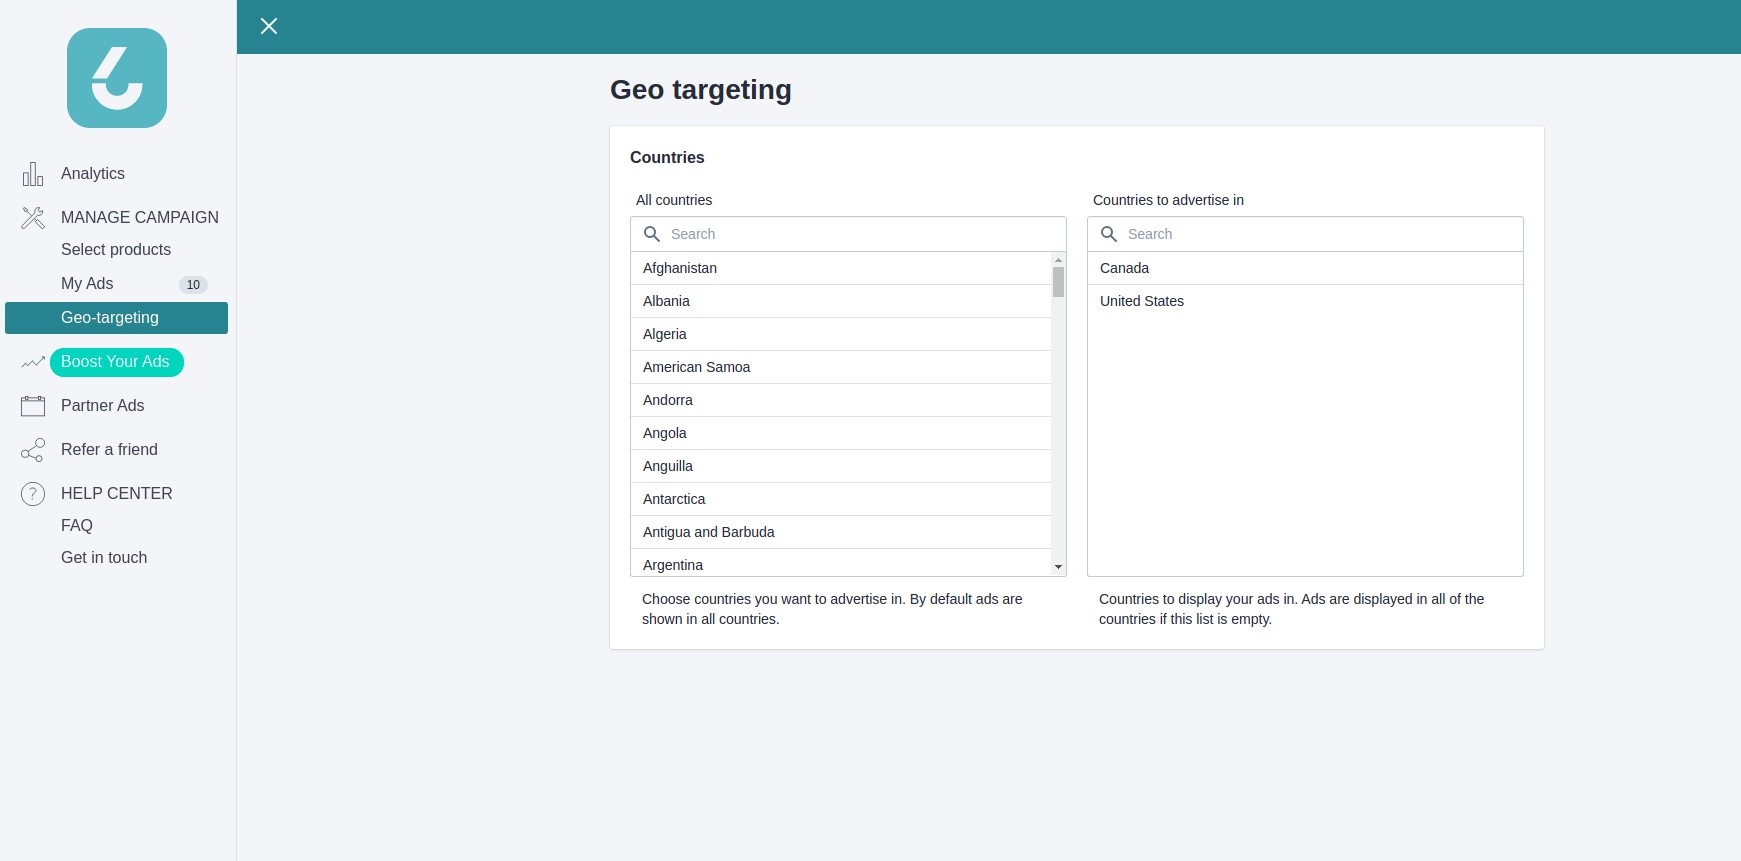 Analytics
MANAGE CAMPAIGN
Select products
My Ads 10
Geo-targeting
Boost Your Ads
Partner Ads
Refer a friend
HELP CENTER
FAQ
Get in touch
Geo targeting
Countries
All countries
Search
Afghanistan
Albania
Algeria
American Samoa
Andorra
Angola
Anguilla
Antarctica
Antigua and Barbuda
Argentina
Choose countries you want to advertise in. By default ads are
shown in all countries.
Countries to advertise in
Search
Canada
United States
Countries to display your ads in. Ads are displayed in all of the
countries if this list is empty.